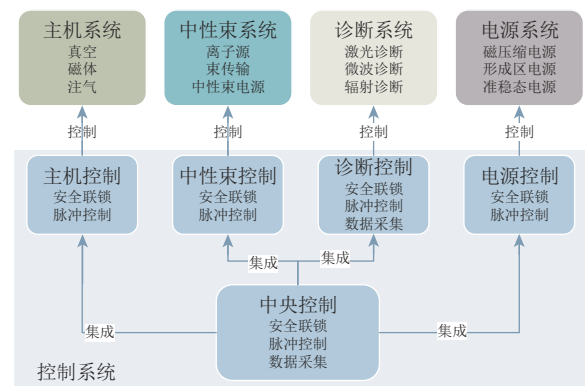 主机系统
真空
磁体
注气
中性束系统
离子源
束传输
中性束电源
诊断系统
激光诊断
微波诊断
辐射诊断
电源系统
磁压缩电源
形成区电源
准稳态电源
控制
控制
控制
控制
主机控制
安全联锁
脉冲控制
中性束控制
安全联锁
脉冲控制
诊断控制
安全联锁
脉冲控制
数据采集
电源控制
安全联锁
脉冲控制
集成
集成
集成
集成
中央控制
安全联锁
脉冲控制
数据采集
控制系统